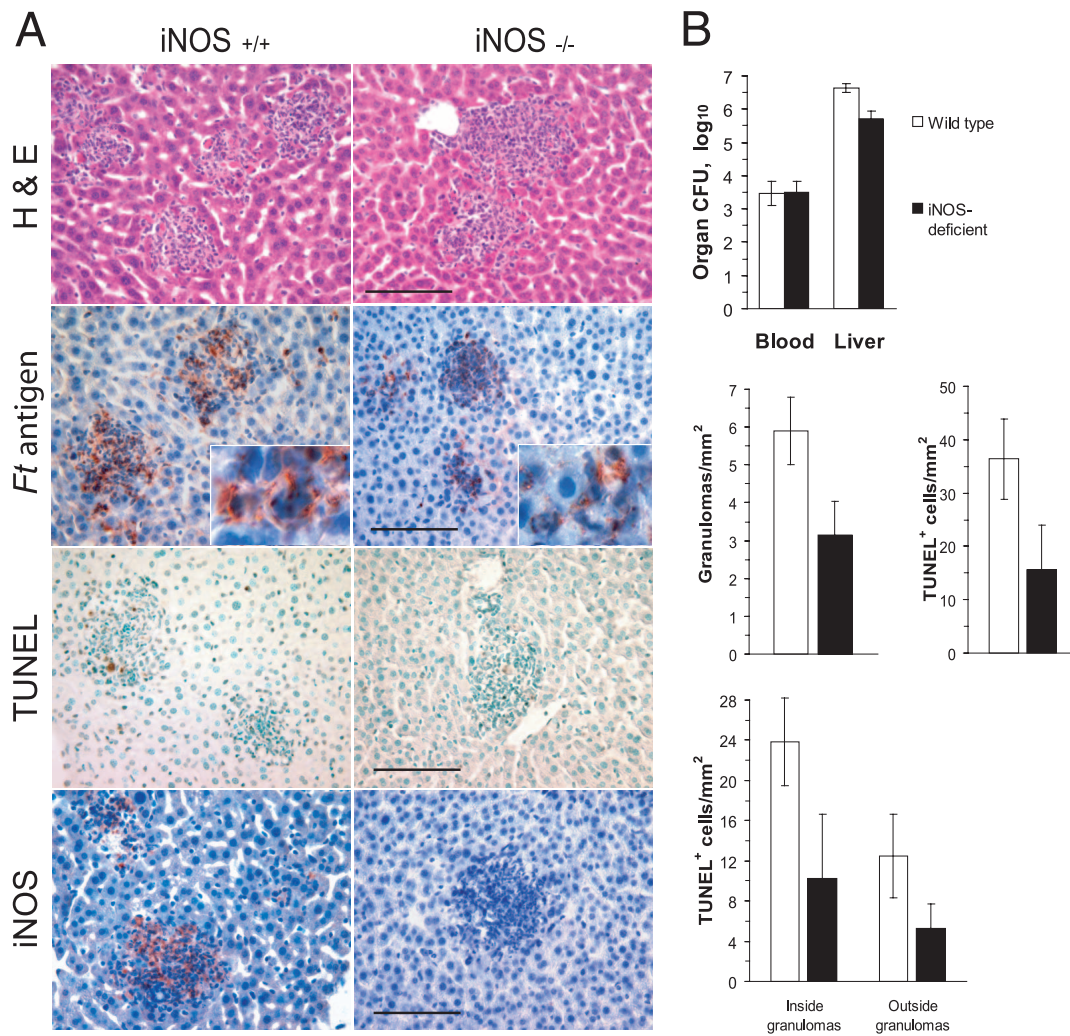 A
iNOS +/+
iNOS -/-
H & E
Ft antigen
TUNEL
iNOS
B
Organ CFU, log10
7
6
5
4
3
2
1
0
Blood
Liver
Wild type
iNOS-
deficient
Granulomas/mm2
7
6
5
4
3
2
1
0
TUNEL+ cells/mm2
50
40
30
20
10
0
TUNEL+ cells/mm2
28
24
20
16
12
8
4
0
Inside
granulomas
Outside
granulomas